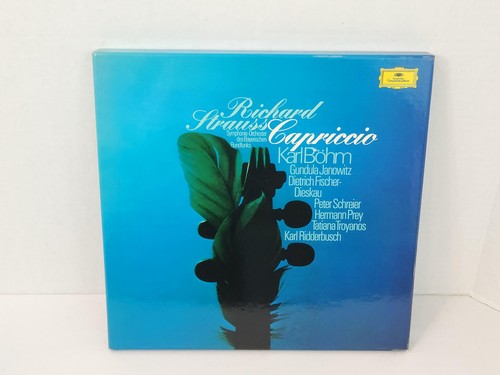 Richard
Strauss
Capriccio
Symphonie-Orchester
des Bayerischen
Rundfunks
Karl Böhm
Gundula Janowitz
Dietrich Fischer-
Dieskau
Peter Schreier
Hermann Prey
Tatiana Troyanos
Karl Ridderbusch